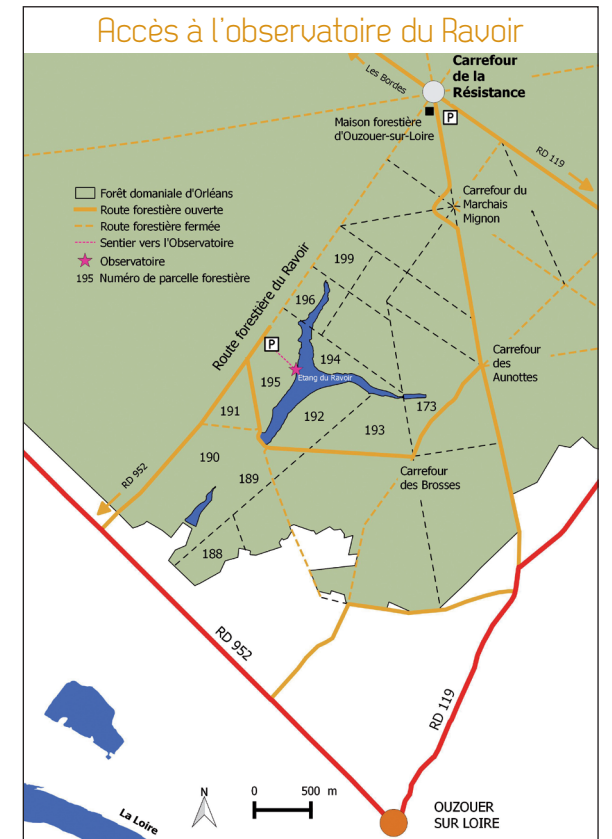 Accès à l'observatoire du Ravoir
Les Bordes
Carrefour
de la
Résistance
P
Maison forestière
d'Ouzouer-sur-Loire
RD 119
Carrefour du
Marchais
Mignon
Forêt domaniale d'Orléans
Route forestière ouverte
Route forestière fermée
Sentier vers l'Observatoire
Observatoire
195 Numéro de parcelle forestière
Route forestière du Ravoir
199
196
P
194
Etang du Ravoir
195
Carrefour
des
Aunottes
191
192
173
193
190
189
Carrefour
des Brosses
RD 952
188
RD 952
RD 119
La Loire
N
0 500 m
OUZOUER
SUR LOIRE